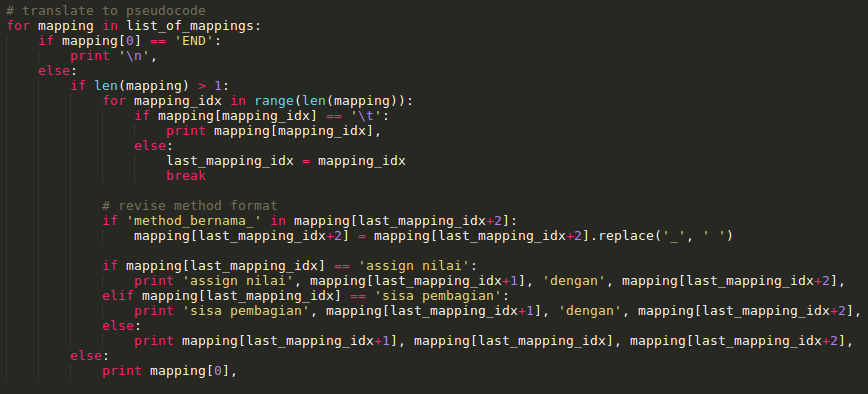 # translate to pseudocode
for mapping in list_of_mappings:
    if mapping[0] == 'END':
        print '\n',
    else:
        if len(mapping) > 1:
            for mapping_idx in range(len(mapping)):
                if mapping[mapping_idx] == '\t':
                    print mapping[mapping_idx],
                else:
                    last_mapping_idx = mapping_idx
                    break

            # revise method format
            if 'method_bernama_' in mapping[last_mapping_idx+2]:
                mapping[last_mapping_idx+2] = mapping[last_mapping_idx+2].replace('_', ' ')

            if mapping[last_mapping_idx] == 'assign nilai':
                print 'assign nilai', mapping[last_mapping_idx+1], 'dengan', mapping[last_mapping_idx+2],
            elif mapping[last_mapping_idx] == 'sisa pembagian':
                print 'sisa pembagian', mapping[last_mapping_idx+1], 'dengan', mapping[last_mapping_idx+2],
            else:
                print mapping[last_mapping_idx+1], mapping[last_mapping_idx], mapping[last_mapping_idx+2],
        else:
            print mapping[0],